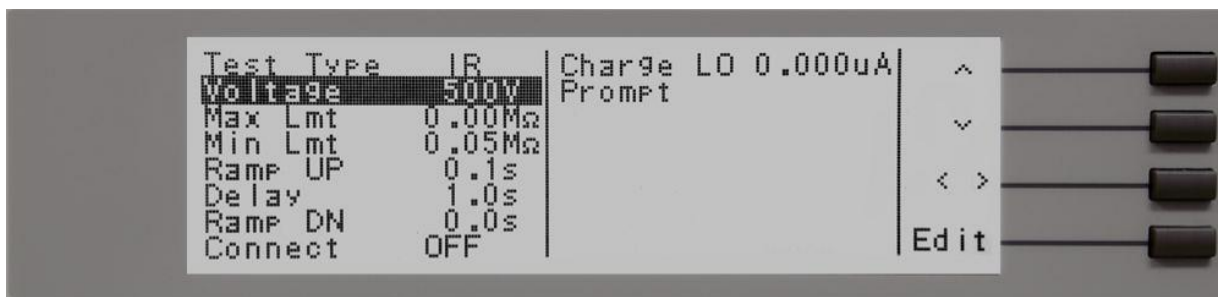 Test Type IR
Voltage 500V
Max Lmt 0.00MΩ
Min Lmt 0.05MΩ
Ramp UP 0.1s
Delay 1.0s
Ramp DN 0.0s
Connect OFF
Charge LO 0.000uA
Prompt
^
v
< >
Edit